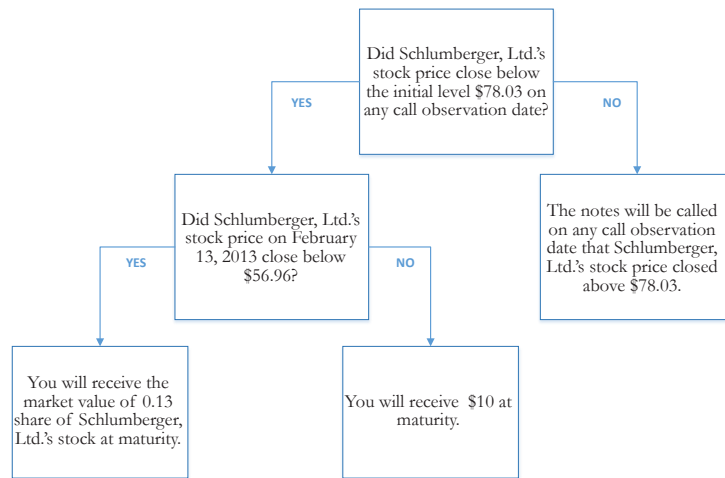 Did Schlumberger, Ltd.'s
stock price close below
the initial level $78.03 on
any call observation date?
YES
NO
Did Schlumberger, Ltd.'s
stock price on February
13, 2013 close below
$56.96?
The notes will be called
on any call observation
date that Schlumberger,
Ltd.'s stock price closed
above $78.03.
YES
NO
You will receive the
market value of 0.13
share of Schlumberger,
Ltd.'s stock at maturity.
You will receive $10 at
maturity.